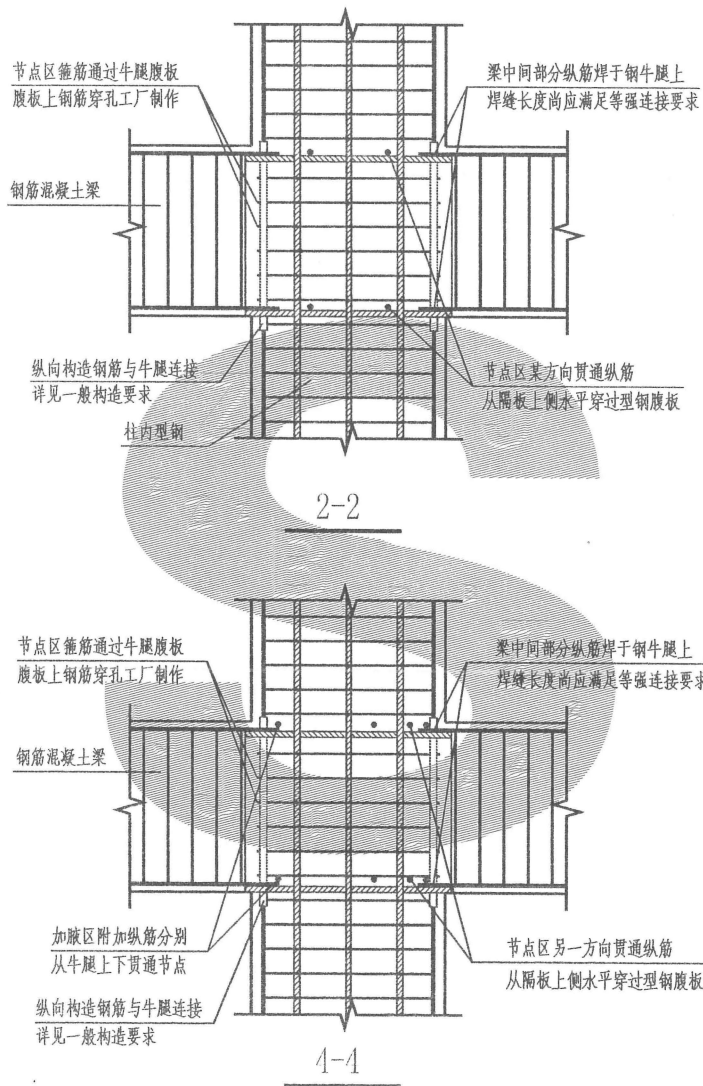 节点区箍筋通过牛腿腹板
腹板上钢筋穿孔工厂制作
梁中间部分纵筋焊于钢牛腿上
焊缝长度尚应满足等强连接要求
钢筋混凝土梁
纵向构造钢筋与牛腿连接
详见一般构造要求
节点区某方向贯通纵筋
从隔板上侧水平穿过型钢腹板
柱内型钢
2-2
节点区箍筋通过牛腿腹板
腹板上钢筋穿孔工厂制作
梁中间部分纵筋焊于钢牛腿上
焊缝长度尚应满足等强连接要求
钢筋混凝土梁
加腋区附加纵筋分别
从牛腿上下贯通节点
节点区另一方向贯通纵筋
从隔板上侧水平穿过型钢腹板
纵向构造钢筋与牛腿连接
详见一般构造要求
4-4